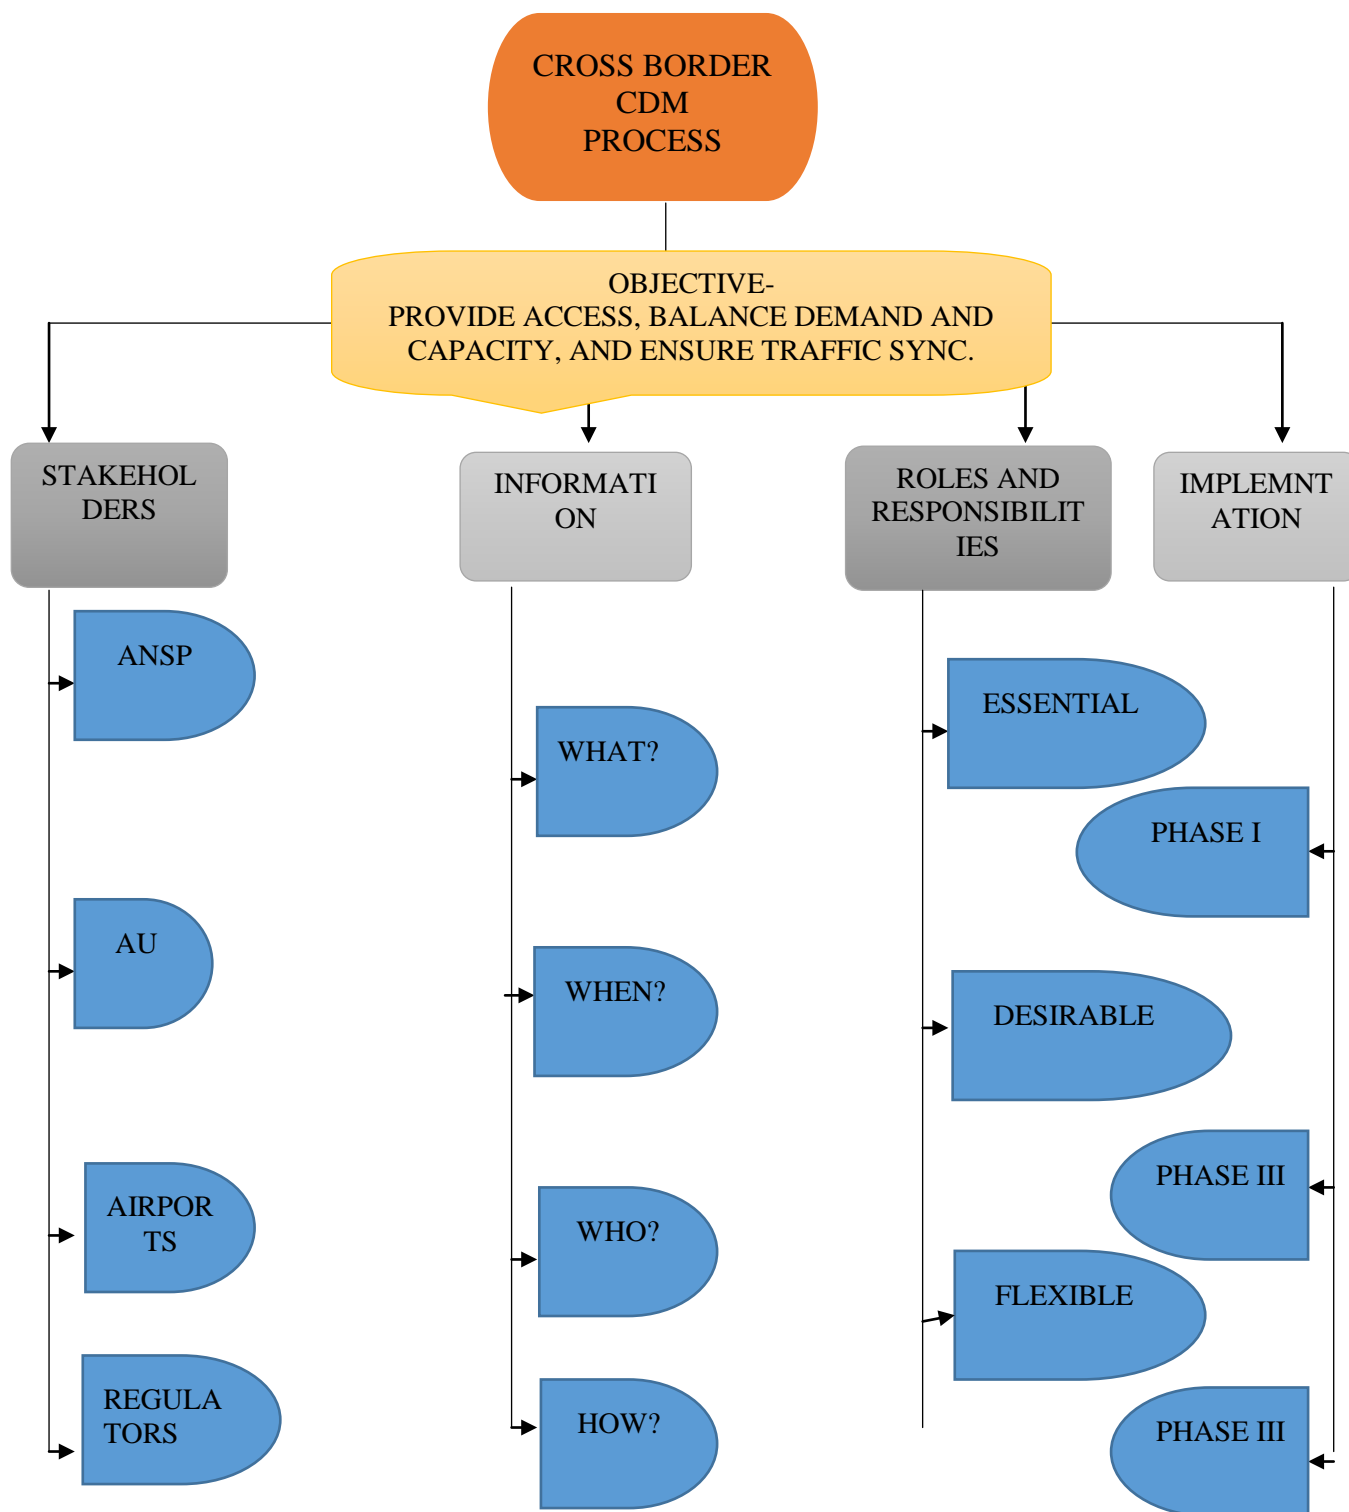 CROSS BORDER
CDM
PROCESS
OBJECTIVE-
PROVIDE ACCESS, BALANCE DEMAND AND
CAPACITY, AND ENSURE TRAFFIC SYNC.
STAKEHOL
DERS
INFORMATI
ON
ROLES AND
RESPONSIBILIT
IES
IMPLEMNT
ATION
ANSP
AU
AIRPOR
TS
REGULA
TORS
WHAT?
WHEN?
WHO?
HOW?
ESSENTIAL
DESIRABLE
FLEXIBLE
PHASE I
PHASE III
PHASE III